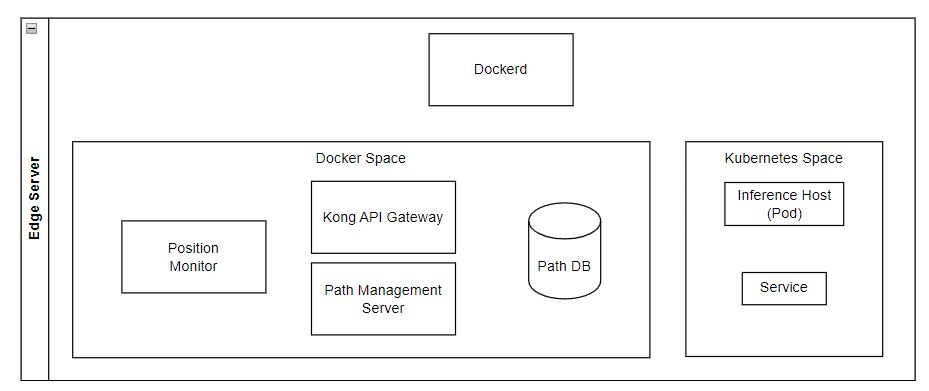 Edge Server
Dockerd
Docker Space
Kong API Gateway
Position
Monitor
Path Management
Server
Path DB
Kubernetes Space
Inference Host
(Pod)
Service